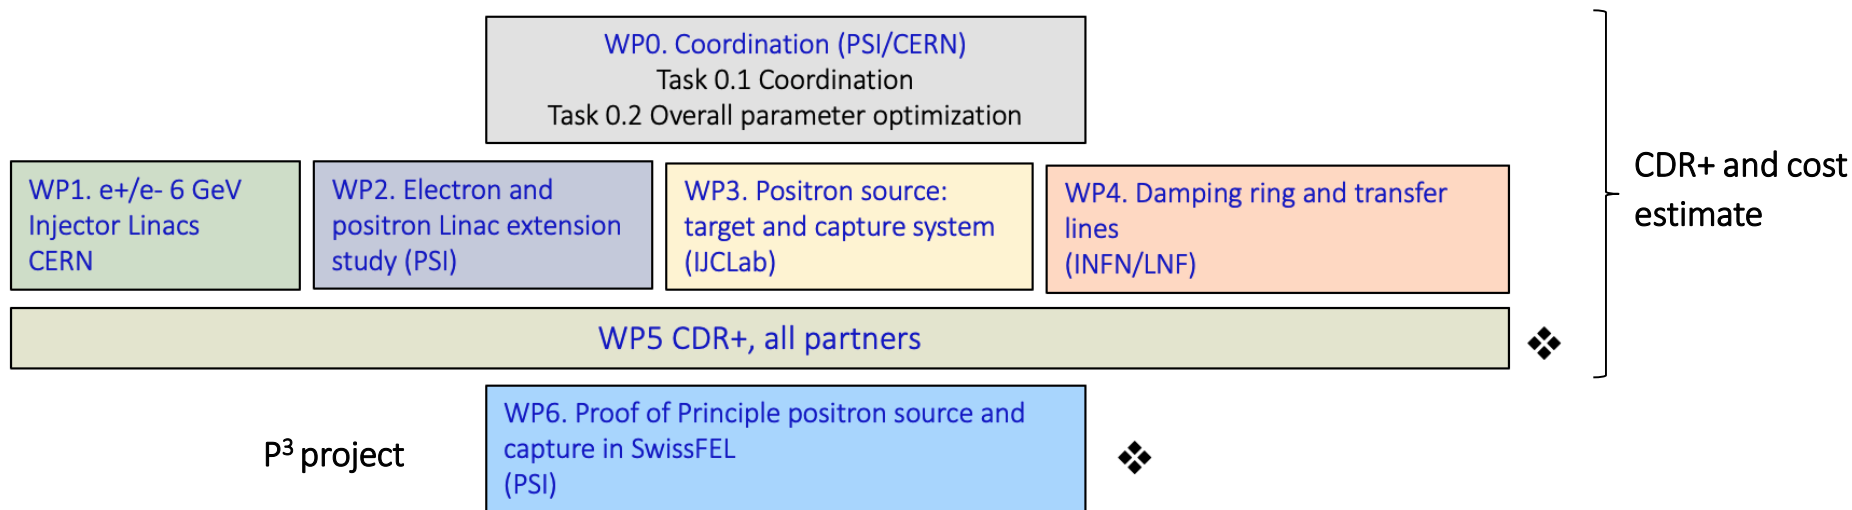 WP0. Coordination (PSI/CERN)
Task 0.1 Coordination
Task 0.2 Overall parameter optimization
WP1. e+/e- 6 GeV
Injector Linacs
CERN
WP2. Electron and
positron Linac extension
study (PSI)
WP3. Positron source:
target and capture system
(IJCLab)
WP4. Damping ring and transfer
lines
(INFN/LNF)
CDR+ and cost
estimate
WP5 CDR+, all partners
P³ project
WP6. Proof of Principle positron source and
capture in SwissFEL
(PSI)